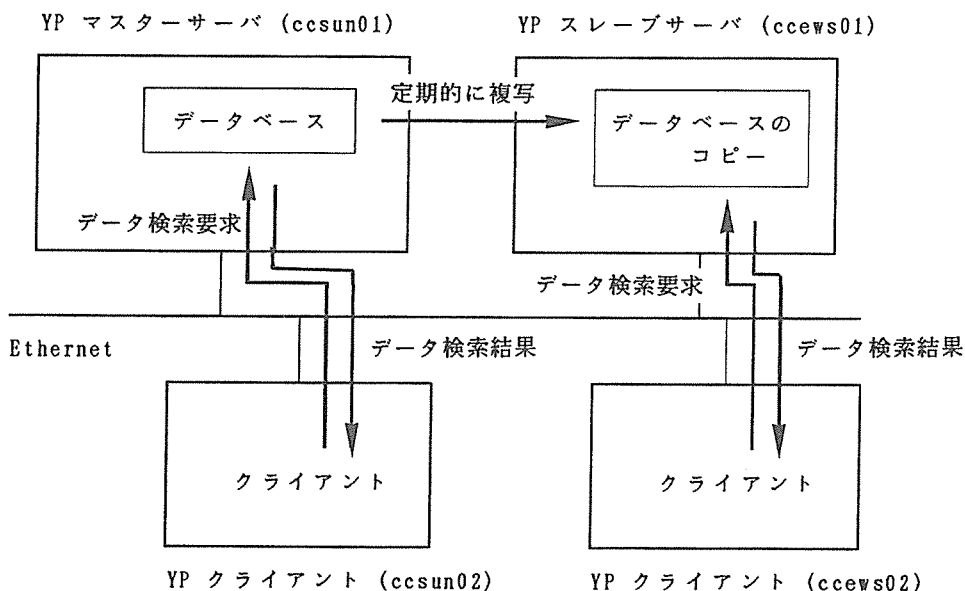 YP マスターサーバ (ccsun01)
YP スレーブサーバ (ccews01)
定期的に複写
データベース
データベースの
コピー
データ検索要求
データ検索要求
Ethernet
データ検索結果
データ検索結果
クライアント
クライアント
YP クライアント (ccsun02)
YP クライアント (ccews02)